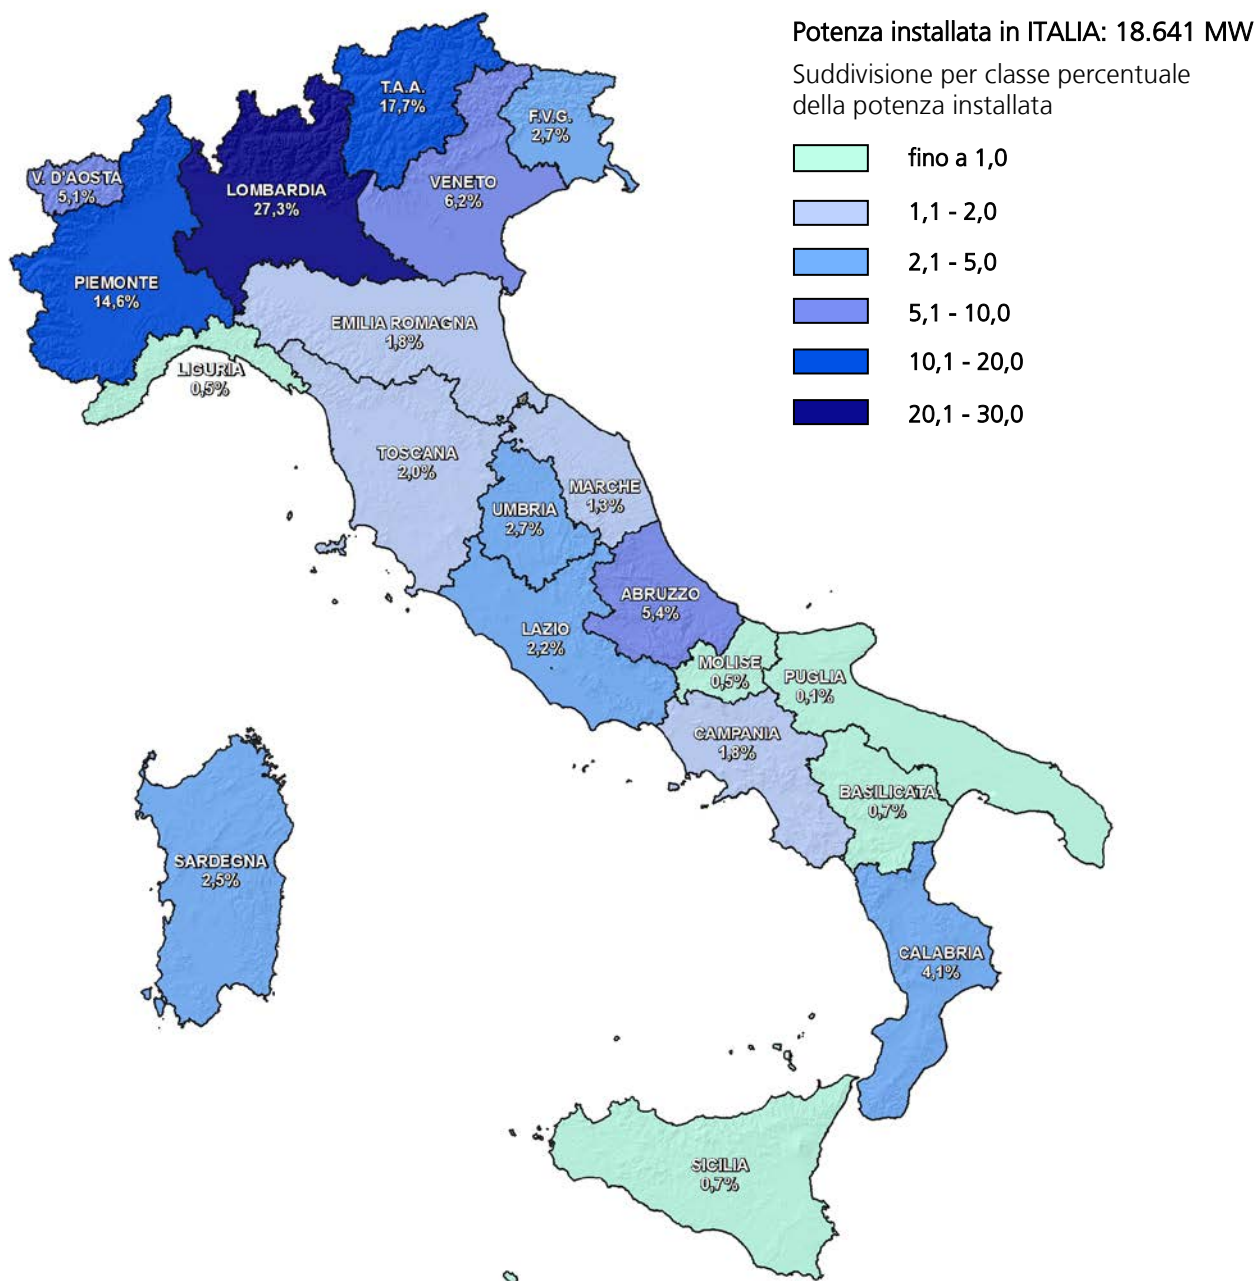 Potenza installata in ITALIA: 18.641 MW
Suddivisione per classe percentuale
della potenza installata
fino a 1,0
1,1 - 2,0
2,1 - 5,0
5,1 - 10,0
10,1 - 20,0
20,1 - 30,0
T.A.A.
17,7%
F.V.G.
2,7%
V. D'AOSTA
5,1%
LOMBARDIA
27,3%
VENETO
6,2%
PIEMONTE
14,6%
EMILIA ROMAGNA
1,8%
LIGURIA
0,5%
TOSCANA
2,0%
MARCHE
1,3%
UMBRIA
2,7%
ABRUZZO
5,4%
LAZIO
2,2%
MOLISE
0,5%
PUGLIA
0,1%
CAMPANIA
1,8%
BASILICATA
0,7%
SARDEGNA
2,5%
CALABRIA
4,1%
SICILIA
0,7%